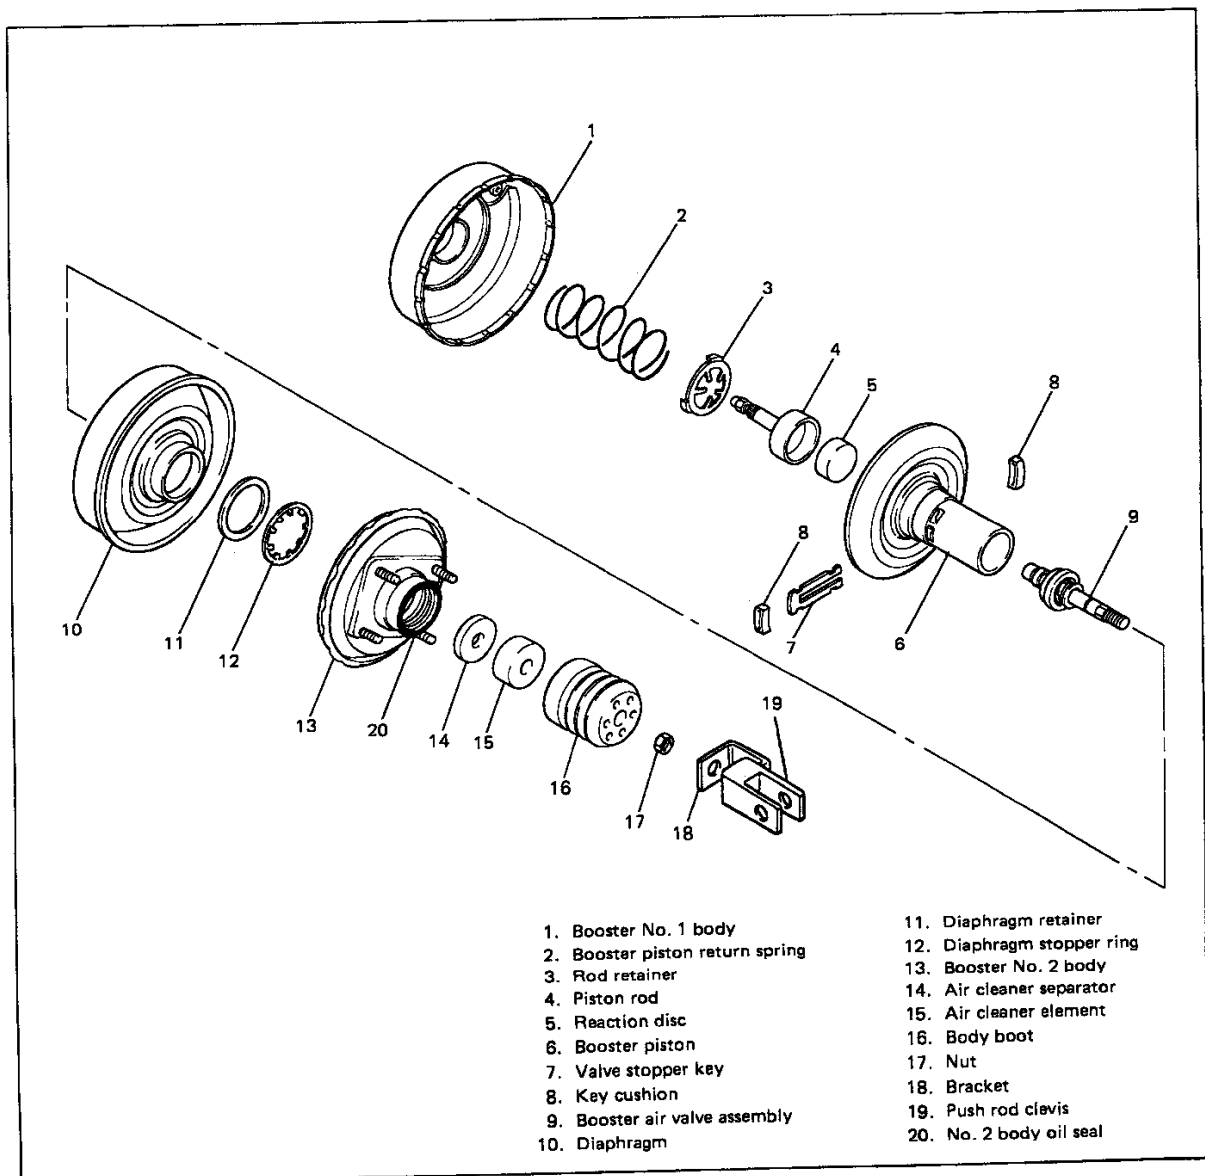 1
2
3
4
5
8
9
8
7
6
10
11
12
13
20
14
15
16
17
18
19
1. Booster No. 1 body
2. Booster piston return spring
3. Rod retainer
4. Piston rod
5. Reaction disc
6. Booster piston
7. Valve stopper key
8. Key cushion
9. Booster air valve assembly
10. Diaphragm
11. Diaphragm retainer
12. Diaphragm stopper ring
13. Booster No. 2 body
14. Air cleaner separator
15. Air cleaner element
16. Body boot
17. Nut
18. Bracket
19. Push rod clevis
20. No. 2 body oil seal